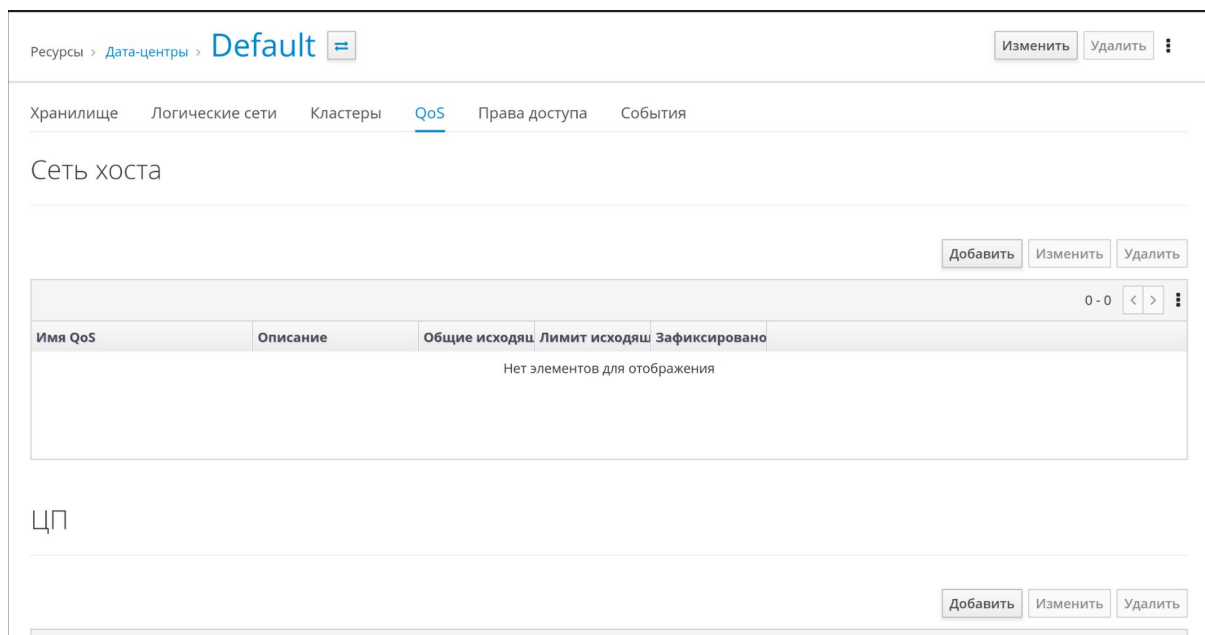 Ресурсы > Дата-центры > Default
Изменить Удалить
Хранилище Логические сети Кластеры QoS Права доступа События
Сеть хоста
Добавить Изменить Удалить
0 - 0 < >
Имя QoS Описание Общие исходящ Лимит исходящ Зафиксировано
Нет элементов для отображения
ЦП
Добавить Изменить Удалить